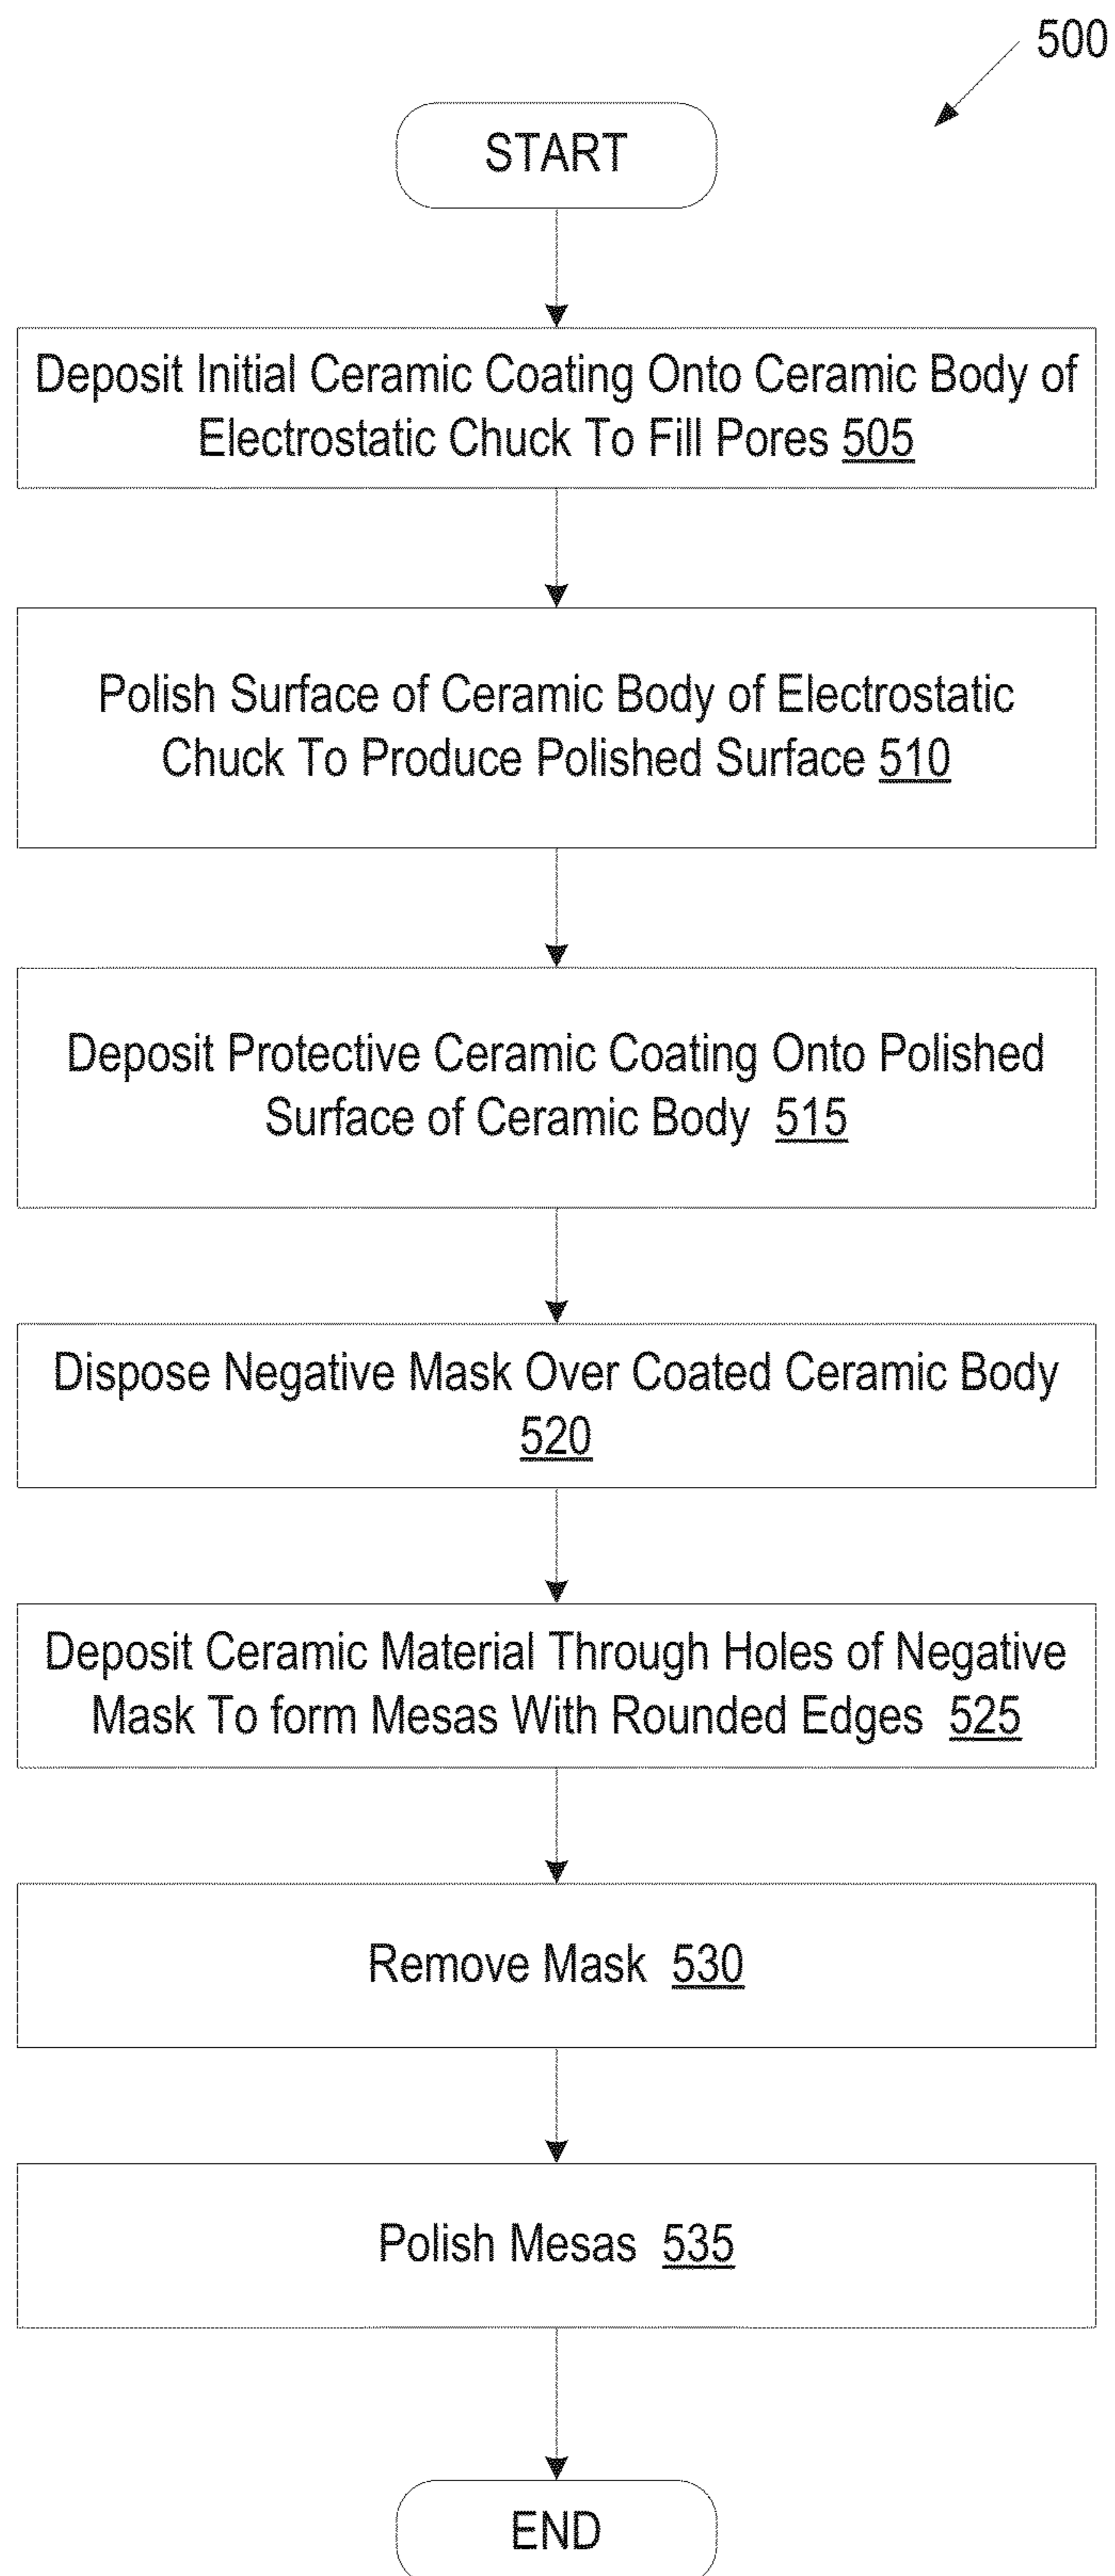 500
START
Deposit Initial Ceramic Coating Onto Ceramic Body of
Electrostatic Chuck To Fill Pores 505
Polish Surface of Ceramic Body of Electrostatic
Chuck To Produce Polished Surface 510
Deposit Protective Ceramic Coating Onto Polished
Surface of Ceramic Body 515
Dispose Negative Mask Over Coated Ceramic Body
520
Deposit Ceramic Material Through Holes of Negative
Mask To form Mesas With Rounded Edges 525
Remove Mask 530
Polish Mesas 535
END